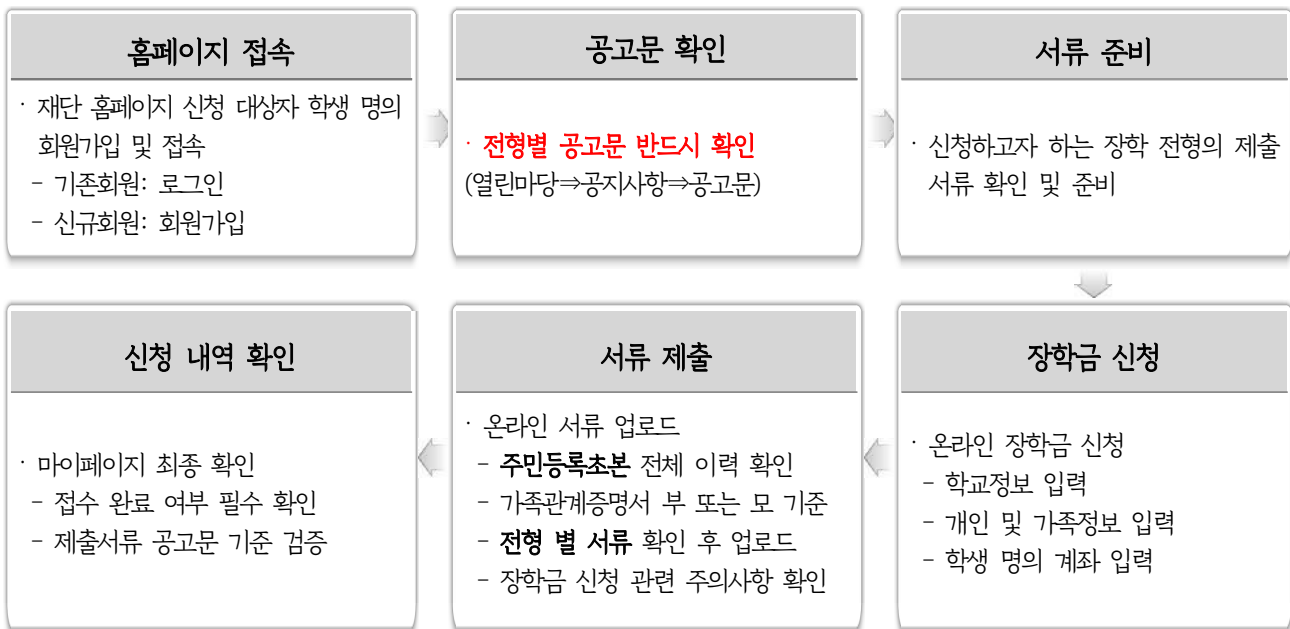 홈페이지 접속
· 재단 홈페이지 신청 대상자 학생 명의
회원가입 및 접속
- 기존회원: 로그인
- 신규회원: 회원가입
공고문 확인
· 전형별 공고문 반드시 확인
(열린마당⇒공지사항⇒공고문)
서류 준비
· 신청하고자 하는 장학 전형의 제출
서류 확인 및 준비
장학금 신청
· 온라인 장학금 신청
- 학교정보 입력
- 개인 및 가족정보 입력
- 학생 명의 계좌 입력
서류 제출
· 온라인 서류 업로드
- 주민등록초본 전체 이력 확인
- 가족관계증명서 부 또는 모 기준
- 전형 별 서류 확인 후 업로드
- 장학금 신청 관련 주의사항 확인
신청 내역 확인
· 마이페이지 최종 확인
- 접수 완료 여부 필수 확인
- 제출서류 공고문 기준 검증